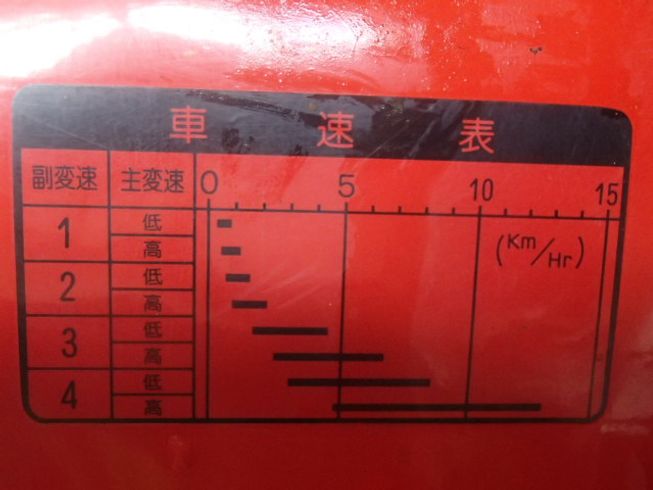 車速表
副変速 主変速 0 5 10 15
1 低
高
(Km/Hr)
2 低
高
3 低
高
4 低
高